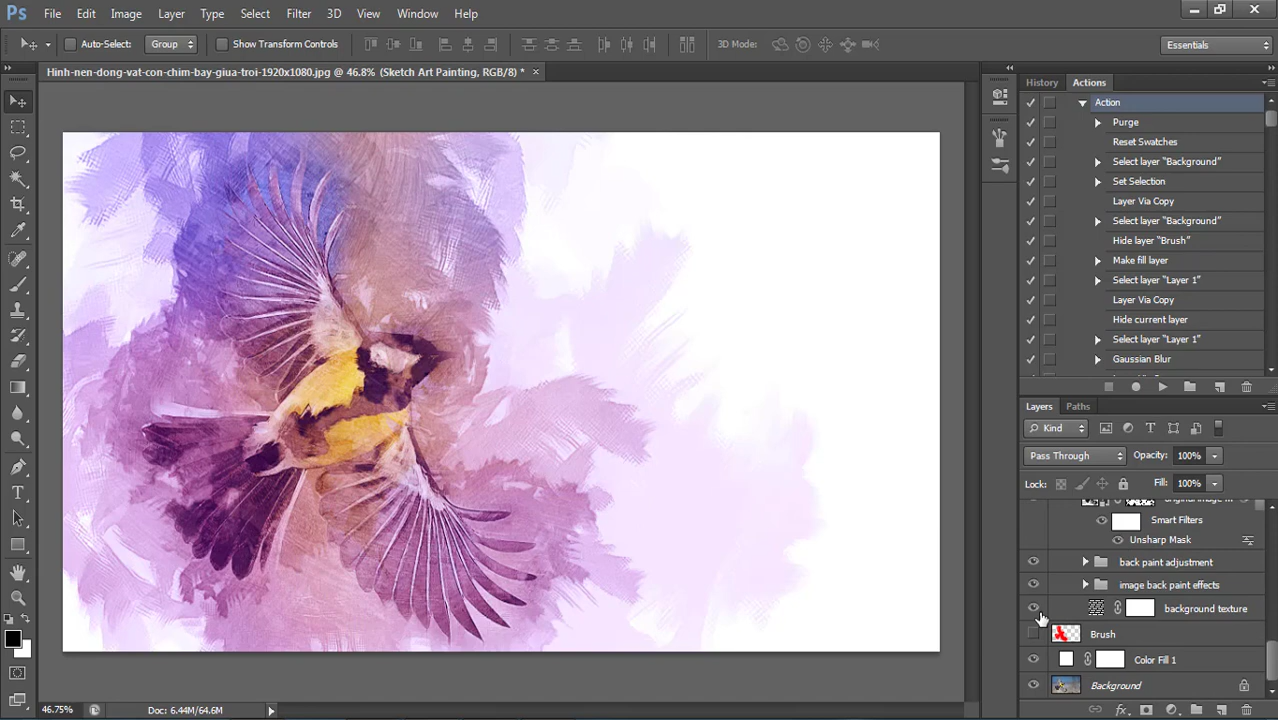 Ps File Edit Image Layer Type Select Filter 3D View Window Help
Auto-Select: Group Show Transform Controls 3D Mode: Essentials
Hinh-nen-dong-vat-con-chim-bay-giua-troi-1920x1080.jpg @ 46.8% (Sketch Art Painting, RGB/8) *
History Actions
Action
Purge
Reset Swatches
Select layer “Background”
Set Selection
Layer Via Copy
Select layer “Background”
Hide layer “Brush”
Make fill layer
Select layer “Layer 1”
Layer Via Copy
Hide current layer
Select layer “Layer 1”
Gaussian Blur
Layers Paths
Kind
Pass Through Opacity: 100%
Lock: Fill: 100%
Smart Filters
Unsharp Mask
back paint adjustment
image back paint effects
background texture
Brush
Color Fill 1
Background
46.75% Doc: 6.44M/64.6M